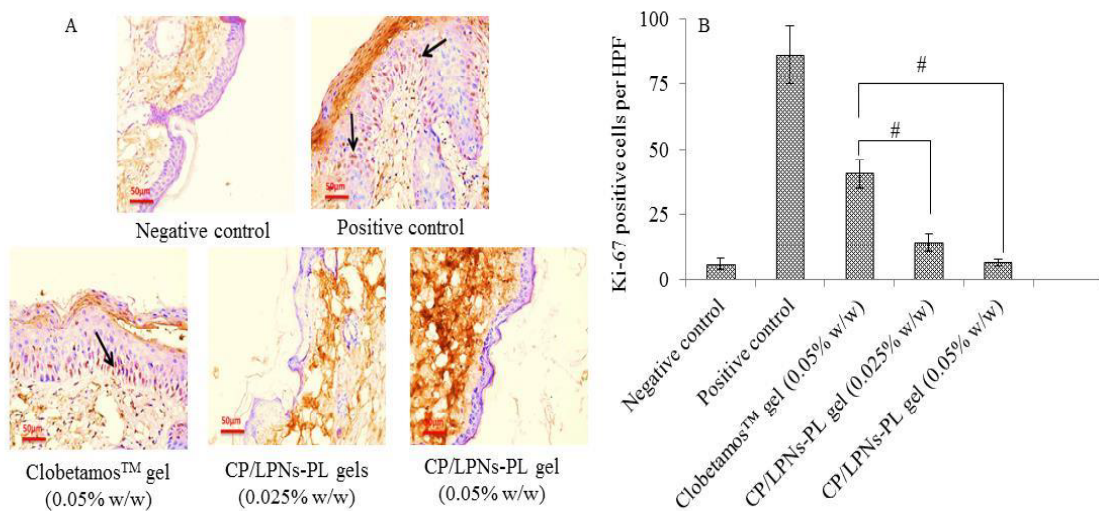 A
50µm
50µm
Negative control
Positive control
50µm
50µm
50µm
Clobetamos™ gel
(0.05% w/w)
CP/LPNs-PL gels
(0.025% w/w)
CP/LPNs-PL gel
(0.05% w/w)
B
Ki-67 positive cells per HPF
100
75
50
25
0
#
#
Negative control
Positive control
Clobetamos™ gel (0.05% w/w)
CP/LPNs-PL gel (0.025% w/w)
CP/LPNs-PL gel (0.05% w/w)